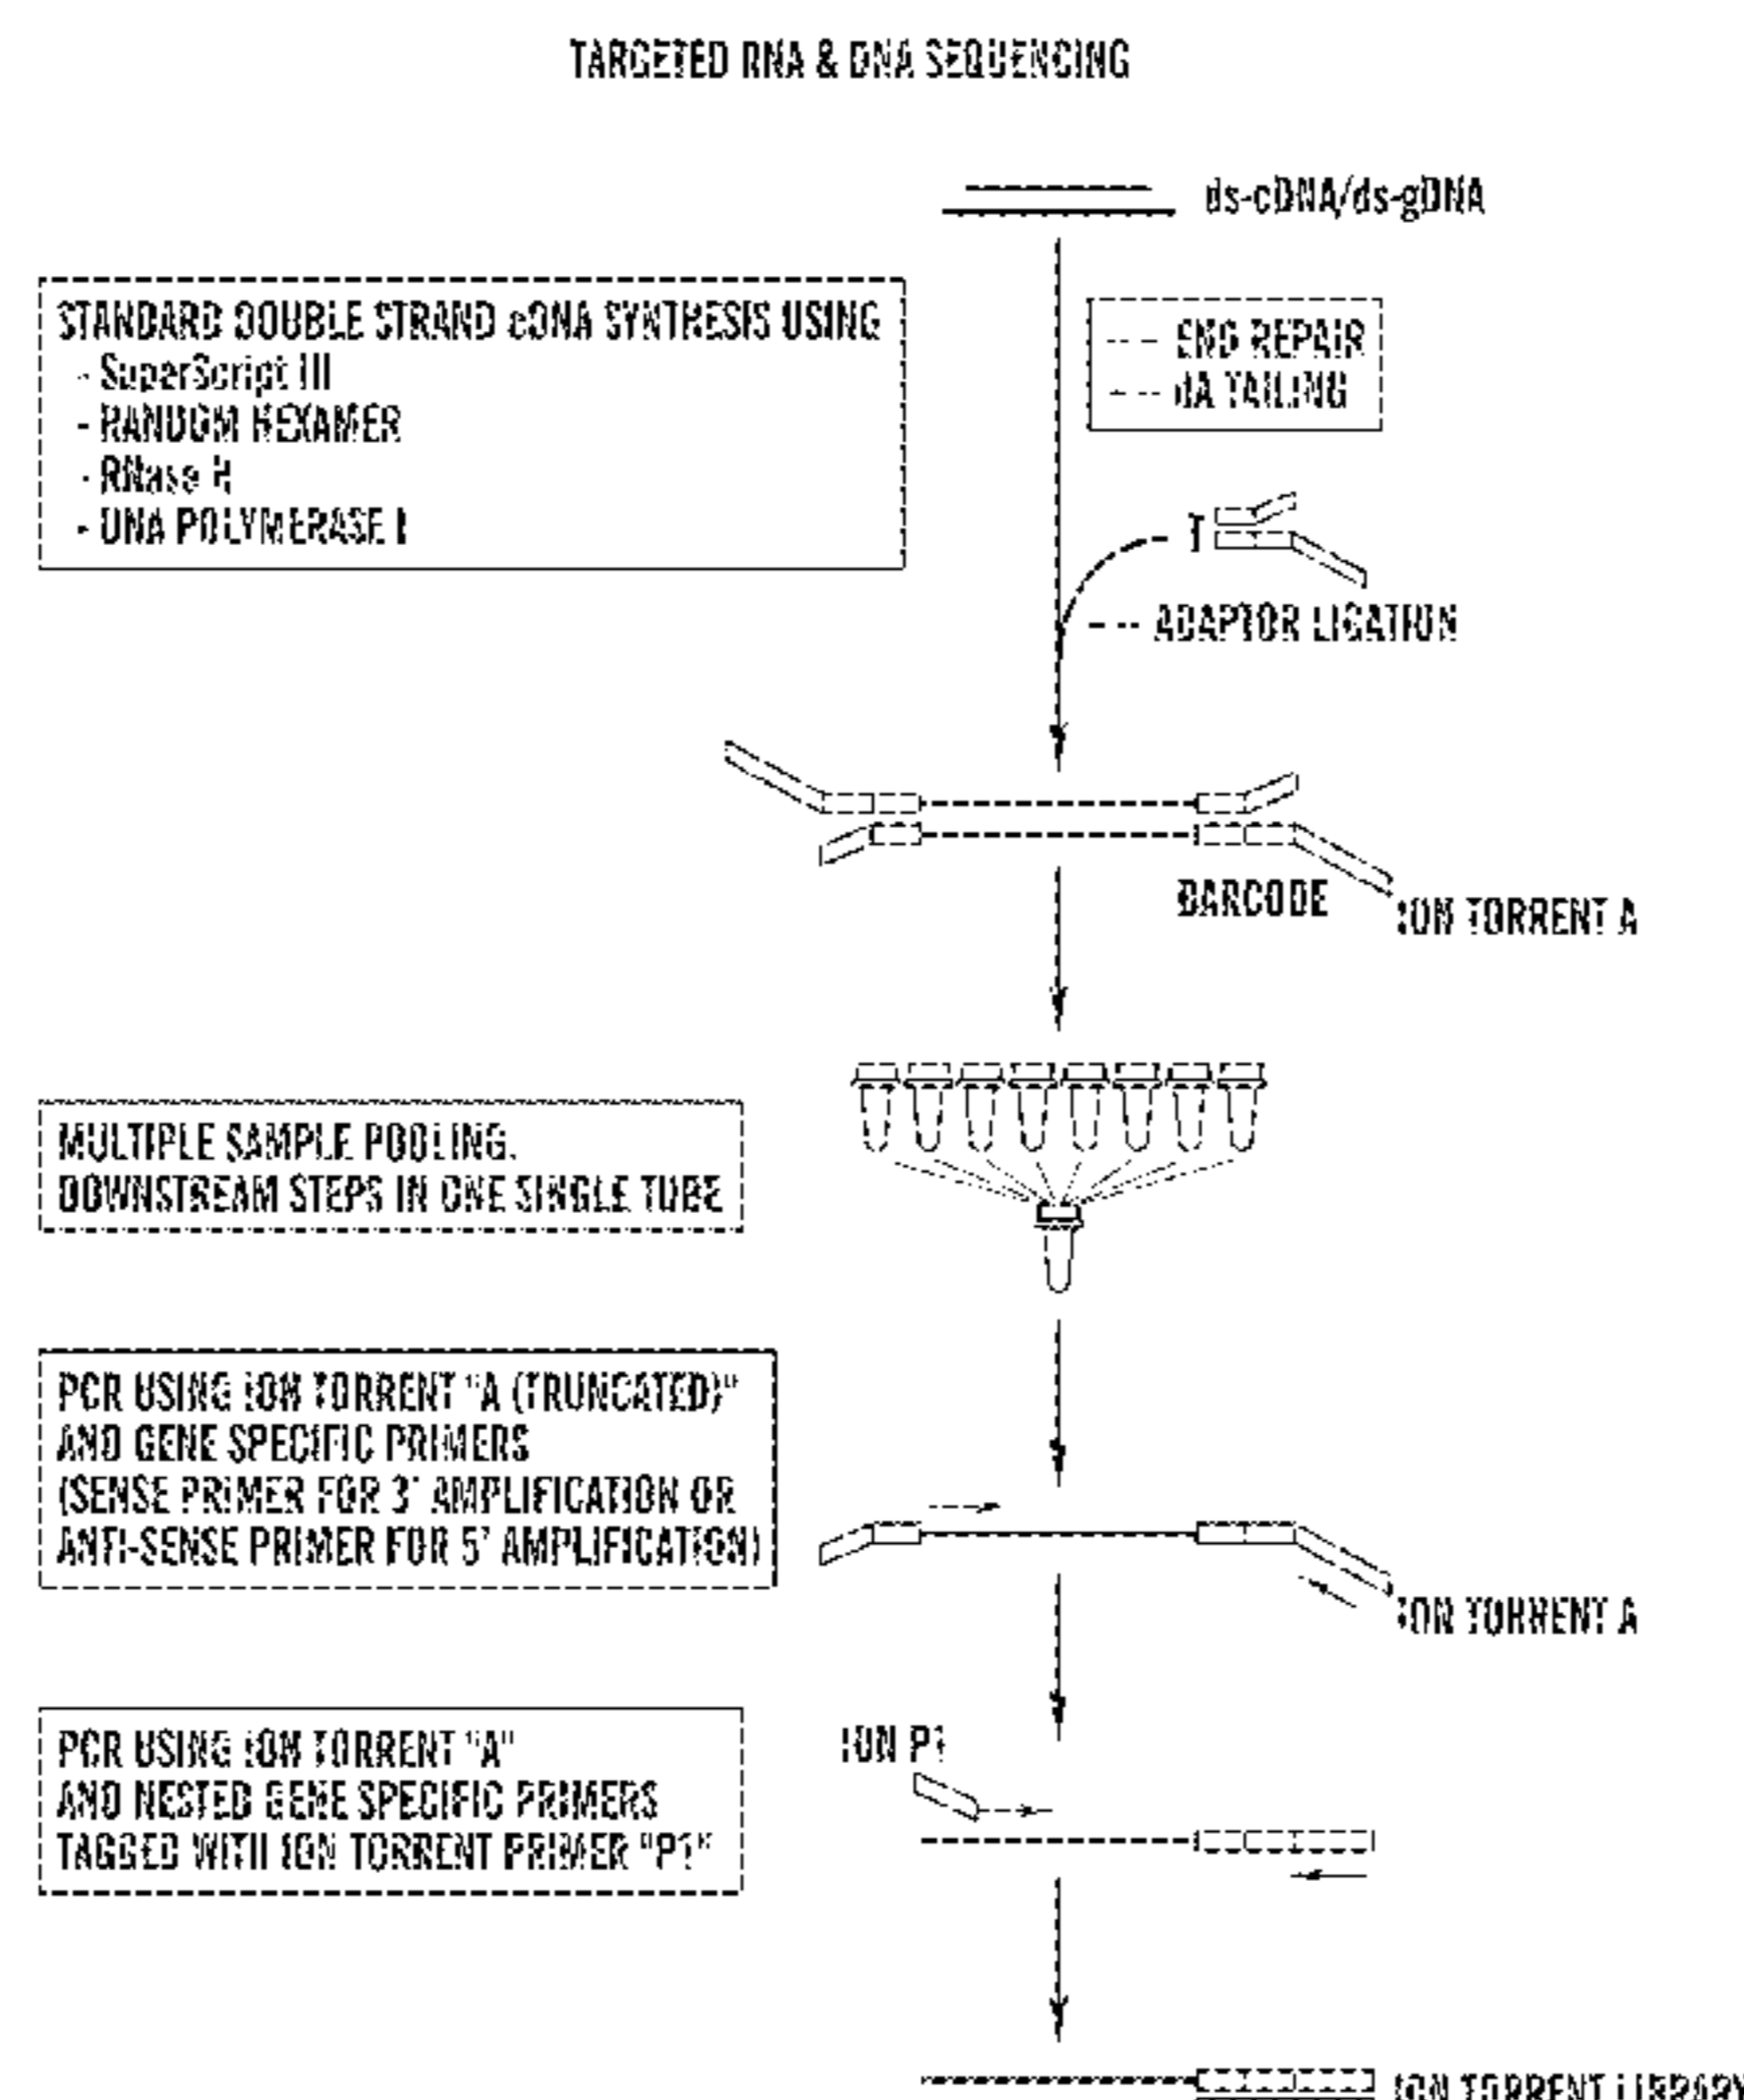 TARGETED RNA & DNA SEQUENCING
ds-cDNA/ds-gDNA
STANDARD DOUBLE STRAND cDNA SYNTHESIS USING
- SuperScript III
- RANDOM HEXAMER
- RNase H
- DNA POLYMERASE I
END REPAIR
dA TAILING
T
ADAPTOR LIGATION
BARCODE
ION TORRENT A
MULTIPLE SAMPLE POOLING.
DOWNSTREAM STEPS IN ONE SINGLE TUBE
PCR USING ION TORRENT "A (TRUNCATED)"
AND GENE SPECIFIC PRIMERS
(SENSE PRIMER FOR 3' AMPLIFICATION OR
ANTI-SENSE PRIMER FOR 5' AMPLIFICATION)
ION TORRENT A
ION P1
PCR USING ION TORRENT "A"
AND NESTED GENE SPECIFIC PRIMERS
TAGGED WITH ION TORRENT PRIMER "P1"
ION TORRENT LIBRARY